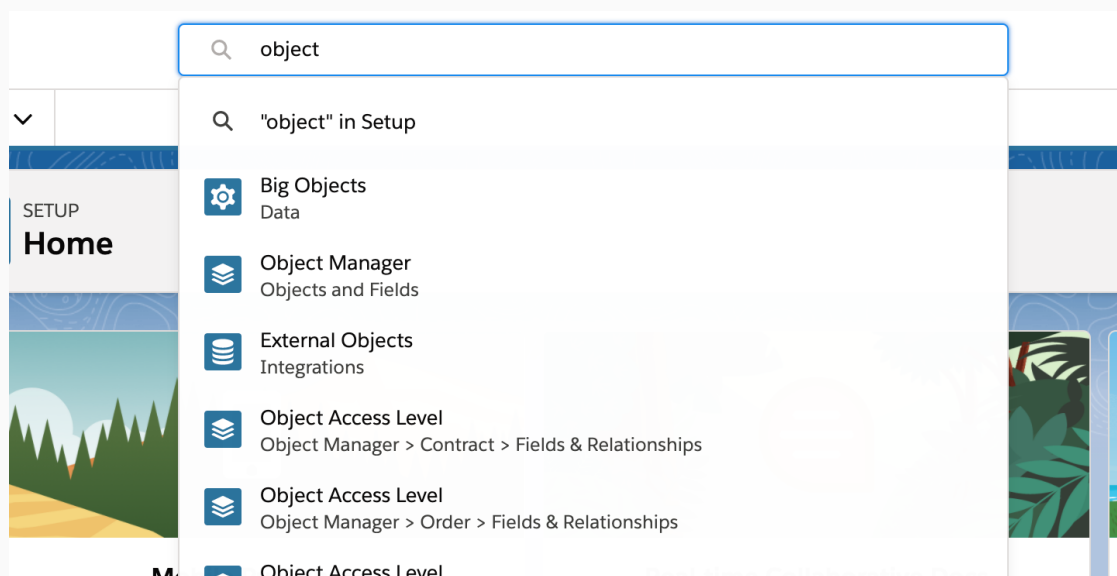 object
"object" in Setup
SETUP
Home
Big Objects
Data
Object Manager
Objects and Fields
External Objects
Integrations
Object Access Level
Object Manager > Contract > Fields & Relationships
Object Access Level
Object Manager > Order > Fields & Relationships
Object Access Level